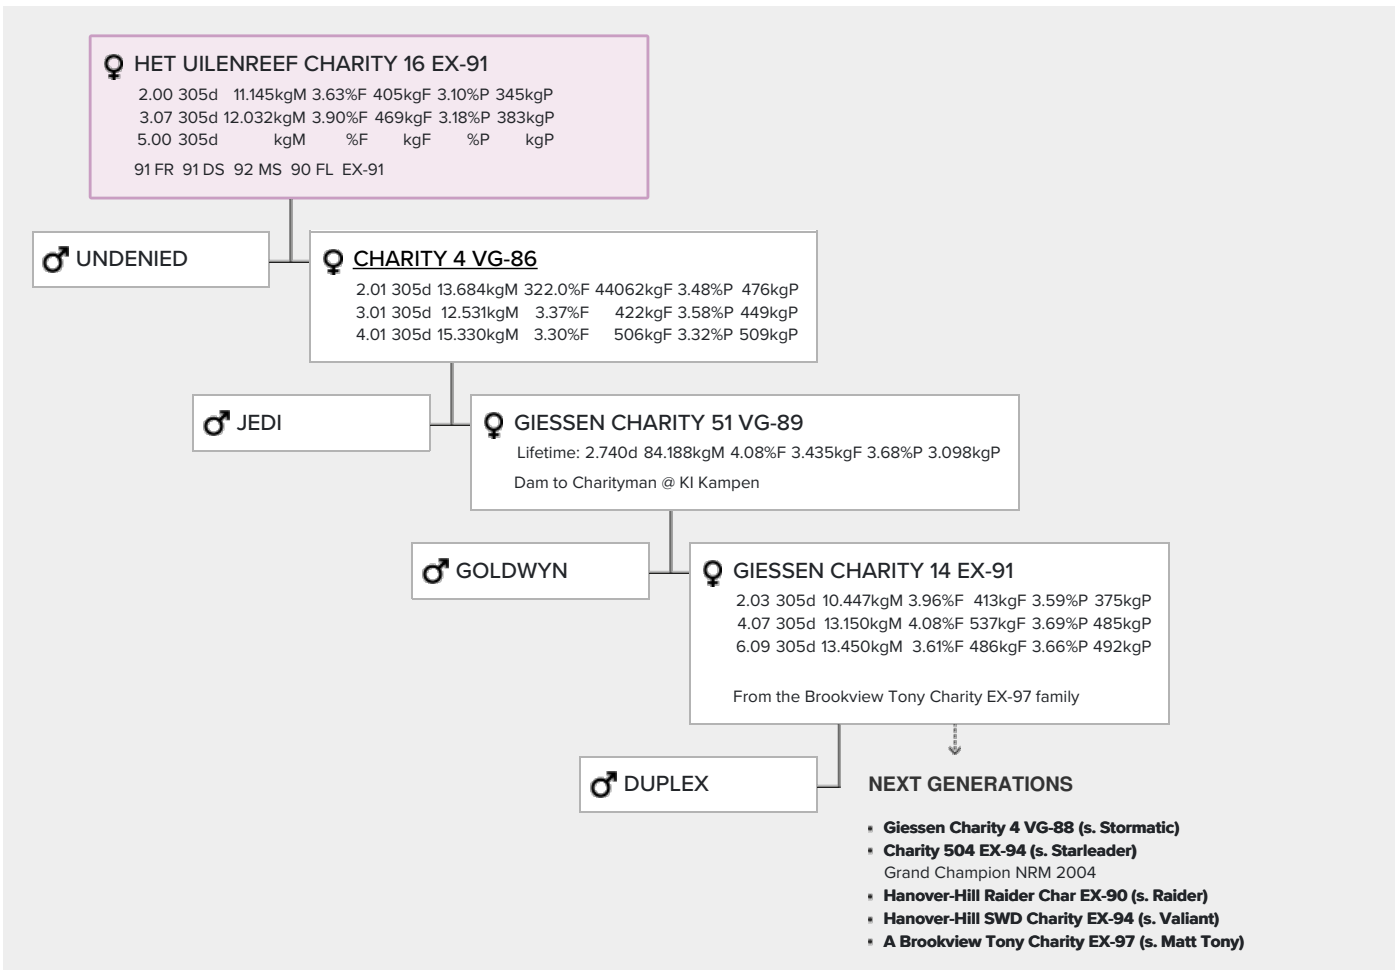 HET UILENREEF CHARITY 16 EX-91
2.00 305d 11.145kgM 3.63%F 405kgF 3.10%P 345kgP
3.07 305d 12.032kgM 3.90%F 469kgF 3.18%P 383kgP
5.00 305d kgM %F kgF %P kgP
91 FR 91 DS 92 MS 90 FL EX-91
UNDENIED
CHARITY 4 VG-86
2.01 305d 13.684kgM 322.0%F 44062kgF 3.48%P 476kgP
3.01 305d 12.531kgM 3.37%F 422kgF 3.58%P 449kgP
4.01 305d 15.330kgM 3.30%F 506kgF 3.32%P 509kgP
JEDI
GIESSEN CHARITY 51 VG-89
Lifetime: 2.740d 84.188kgM 4.08%F 3.435kgF 3.68%P 3.098kgP
Dam to Charityman @ KI Kampen
GOLDWYN
GIESSEN CHARITY 14 EX-91
2.03 305d 10.447kgM 3.96%F 413kgF 3.59%P 375kgP
4.07 305d 13.150kgM 4.08%F 537kgF 3.69%P 485kgP
6.09 305d 13.450kgM 3.61%F 486kgF 3.66%P 492kgP
From the Brookview Tony Charity EX-97 family
DUPLEX
NEXT GENERATIONS
Giessen Charity 4 VG-88 (s. Stormatic)
Charity 504 EX-94 (s. Starleader)
Grand Champion NRM 2004
Hanover-Hill Raider Char EX-90 (s. Raider)
Hanover-Hill SWD Charity EX-94 (s. Valiant)
A Brookview Tony Charity EX-97 (s. Matt Tony)